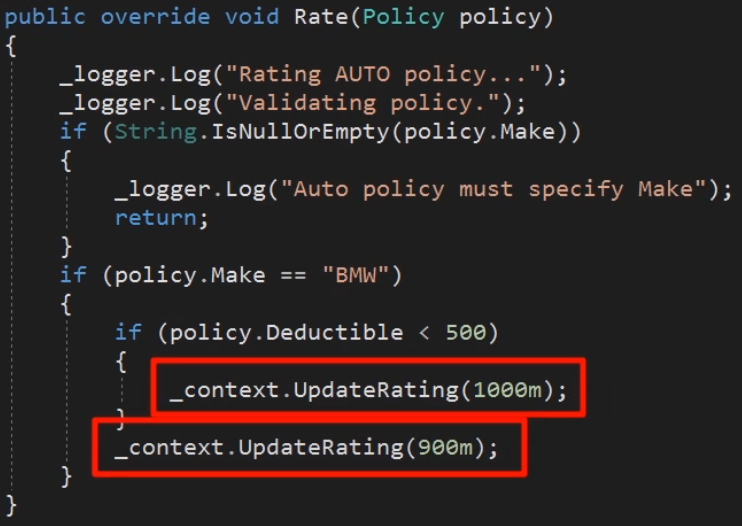 public override void Rate(Policy policy)
{
_logger.Log("Rating AUTO policy...");
_logger.Log("Validating policy.");
if (String.IsNullOrEmpty(policy.Make))
{
_logger.Log("Auto policy must specify Make");
return;
}
if (policy.Make == "BMW")
{
if (policy.Deductible < 500)
{
_context.UpdateRating(1000m);
}
_context.UpdateRating(900m);
}
}